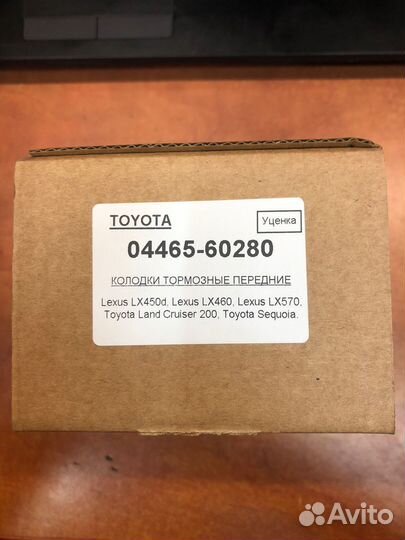 TOYOTA
Уценка
04465-60280
КОЛОДКИ ТОРМОЗНЫЕ ПЕРЕДНИЕ
Lexus LX450d, Lexus LX460, Lexus LX570,
Toyota Land Cruiser 200, Toyota Sequoia.
Avito